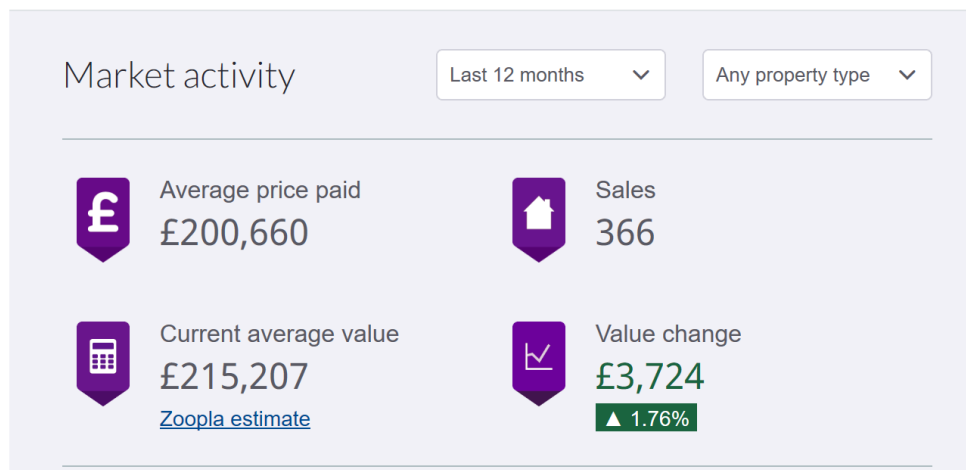 Market activity
Last 12 months
Any property type
£
Average price paid
£200,660
Sales
366
Current average value
£215,207
Zoopla estimate
Value change
£3,724
▲ 1.76%